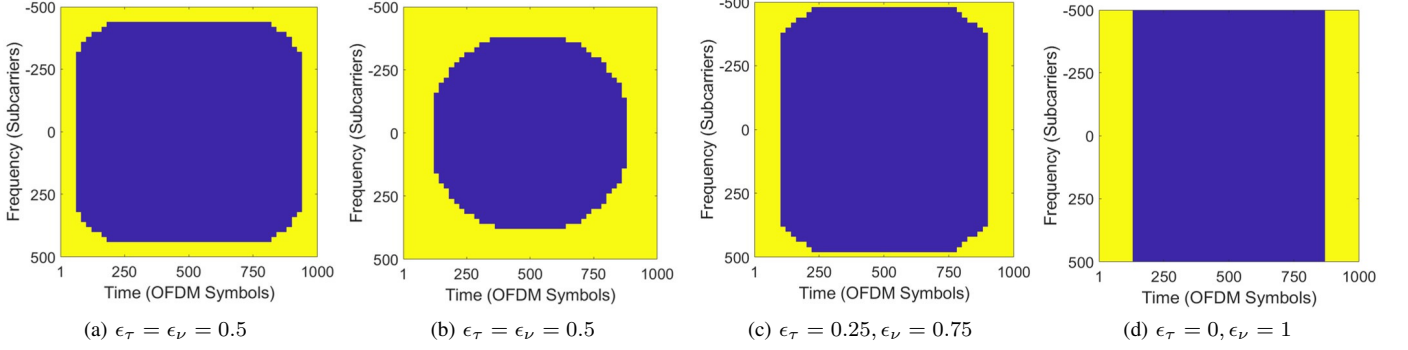 -500
-250
0
250
500
Frequency (Subcarriers)
1 250 500 750 1000
Time (OFDM Symbols)
(a) ϵτ = ϵν = 0.5
-500
-250
0
250
500
Frequency (Subcarriers)
1 250 500 750 1000
Time (OFDM Symbols)
(b) ϵτ = ϵν = 0.5
-500
-250
0
250
500
Frequency (Subcarriers)
1 250 500 750 1000
Time (OFDM Symbols)
(c) ϵτ = 0.25, ϵν = 0.75
-500
-250
0
250
500
Frequency (Subcarriers)
1 250 500 750 1000
Time (OFDM Symbols)
(d) ϵτ = 0, ϵν = 1